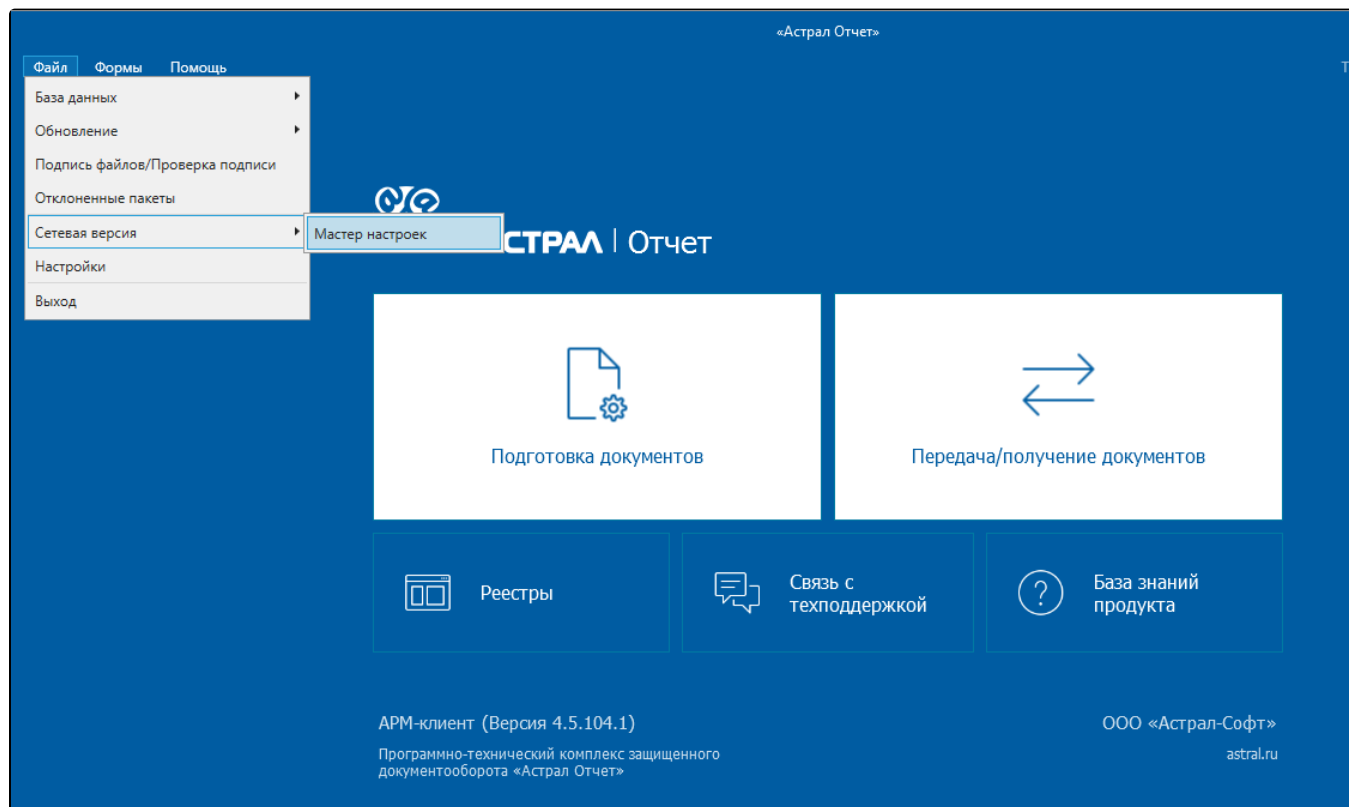 «Астрал Отчет»
Файл Формы Помощь
База данных
Обновление
Подпись файлов/Проверка подписи
Отклоненные пакеты
Сетевая версия
Мастер настроек
Настройки
Выход
СТРАЛ | Отчет
Подготовка документов
Передача/получение документов
Реестры
Связь с
техподдержкой
База знаний
продукта
АРМ-клиент (Версия 4.5.104.1)
ООО «Астрал-Софт»
Программно-технический комплекс защищенного
документооборота «Астрал Отчет»
astral.ru